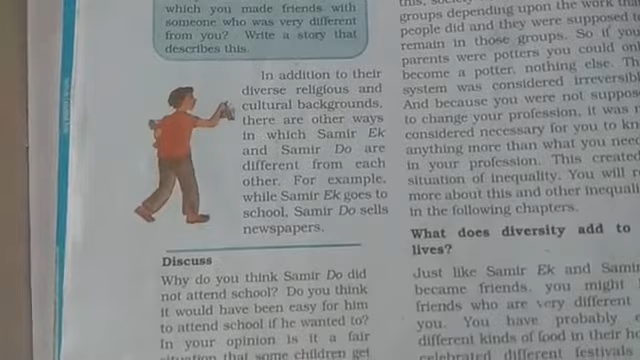 which you made friends with
someone who was very different
from you? Write a story that
describes this.
In addition to their
diverse religious and
cultural backgrounds,
there are other ways
in which Samir Ek
and Samir Do are
different from each
other. For example,
while Samir Ek goes to
school, Samir Do sells
newspapers.
Discuss
Why do you think Samir Do did
not attend school? Do you think
it would have been easy for him
to attend school if he wanted to?
In your opinion is it a fair
situation that some children get
groups depending upon the work that
people did and they were supposed
remain in those groups. So if your
parents were potters you could on
become a potter, nothing else. Th
system was considered irreversib
And because you were not suppos
to change your profession, it was
considered necessary for you to kn
anything more than what you need
in your profession. This created
situation of inequality. You will r
more about this and other inequali
in the following chapters.
What does diversity add to
lives?
Just like Samir Ek and Samir
became friends, you might
friends who are very different
you. You have probably
different kinds of food in their h
celebrated different festivals